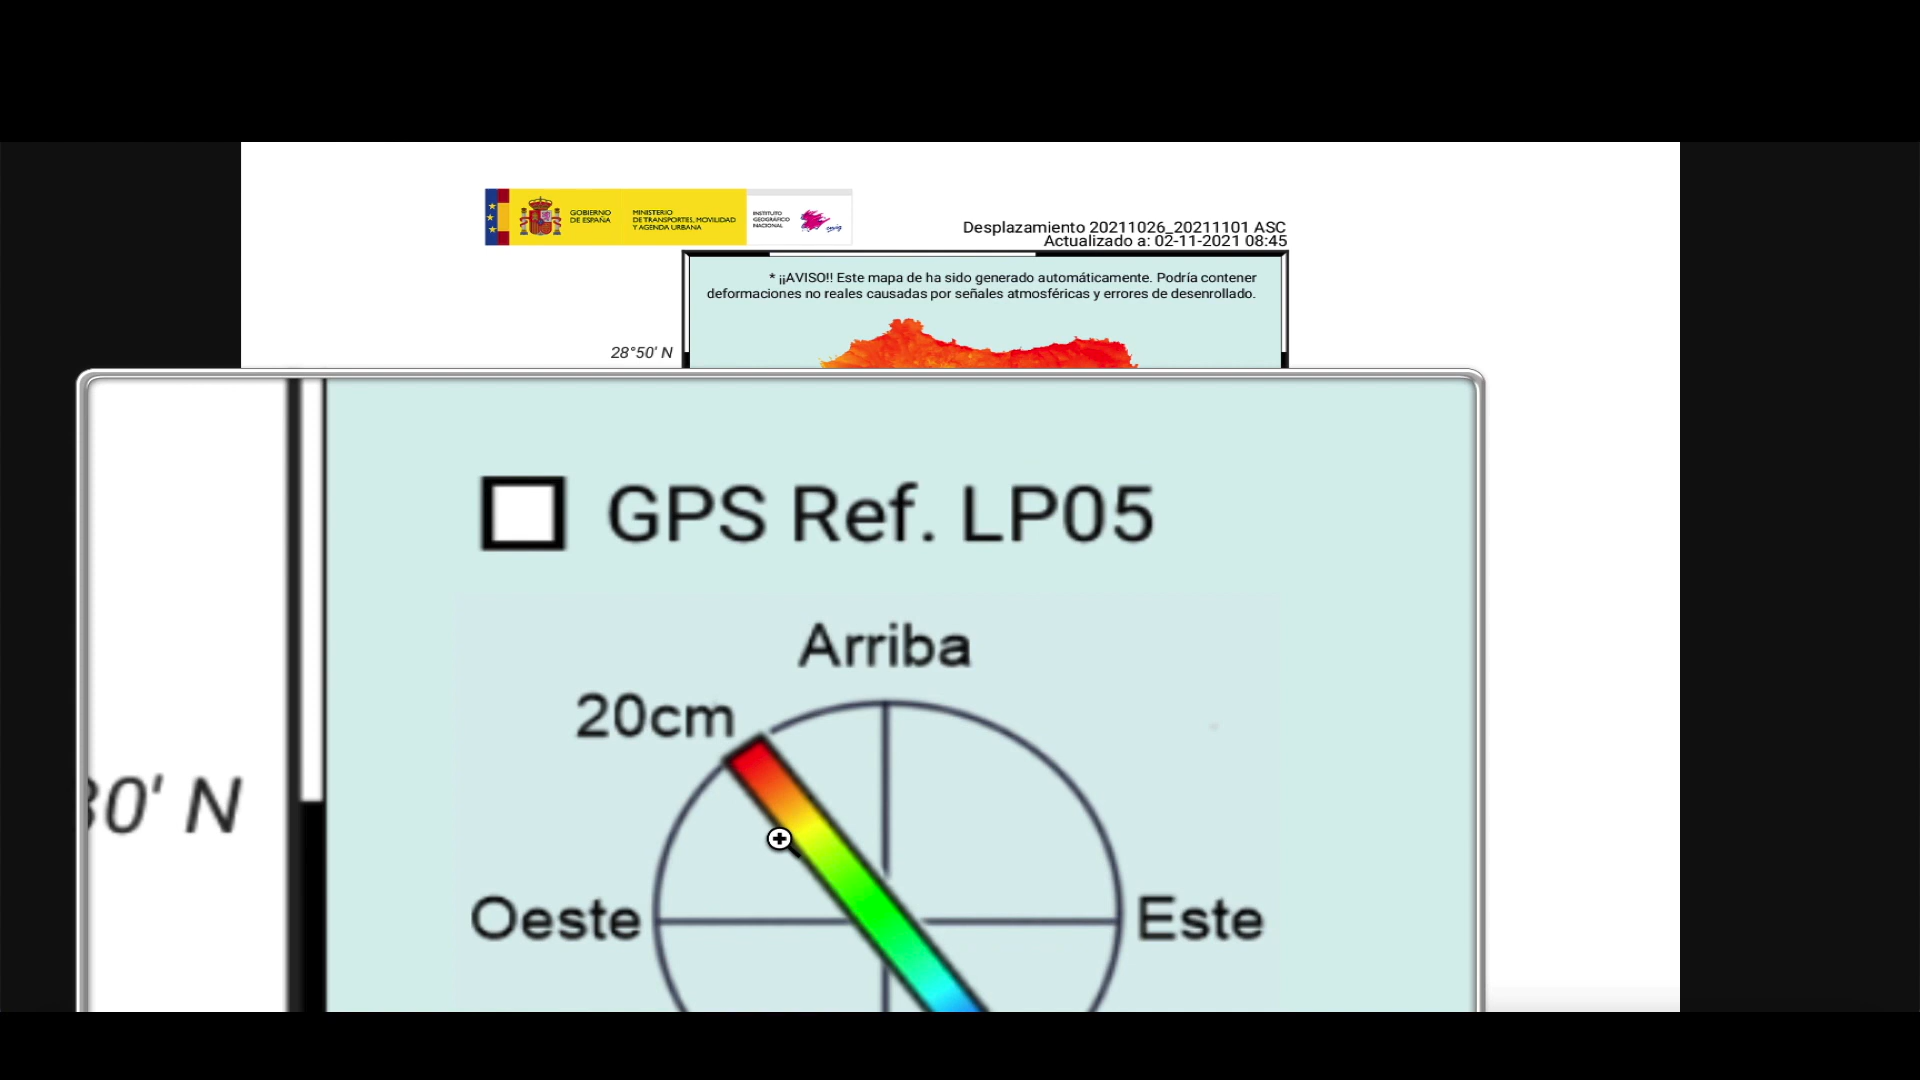 GOBIERNO
DE ESPAÑA
MINISTERIO
DE TRANSPORTES, MOVILIDAD
Y AGENDA URBANA
INSTITUTO
GEOGRÁFICO
NACIONAL
Desplazamiento 20211026_20211101 ASC
Actualizado a: 02-11-2021 08:45
* ¡¡AVISO!! Este mapa de ha sido generado automáticamente. Podría contener
deformaciones no reales causadas por señales atmosféricas y errores de desenrollado.
28°50' N
GPS Ref. LP05
Arriba
20cm
30' N
Oeste
Este